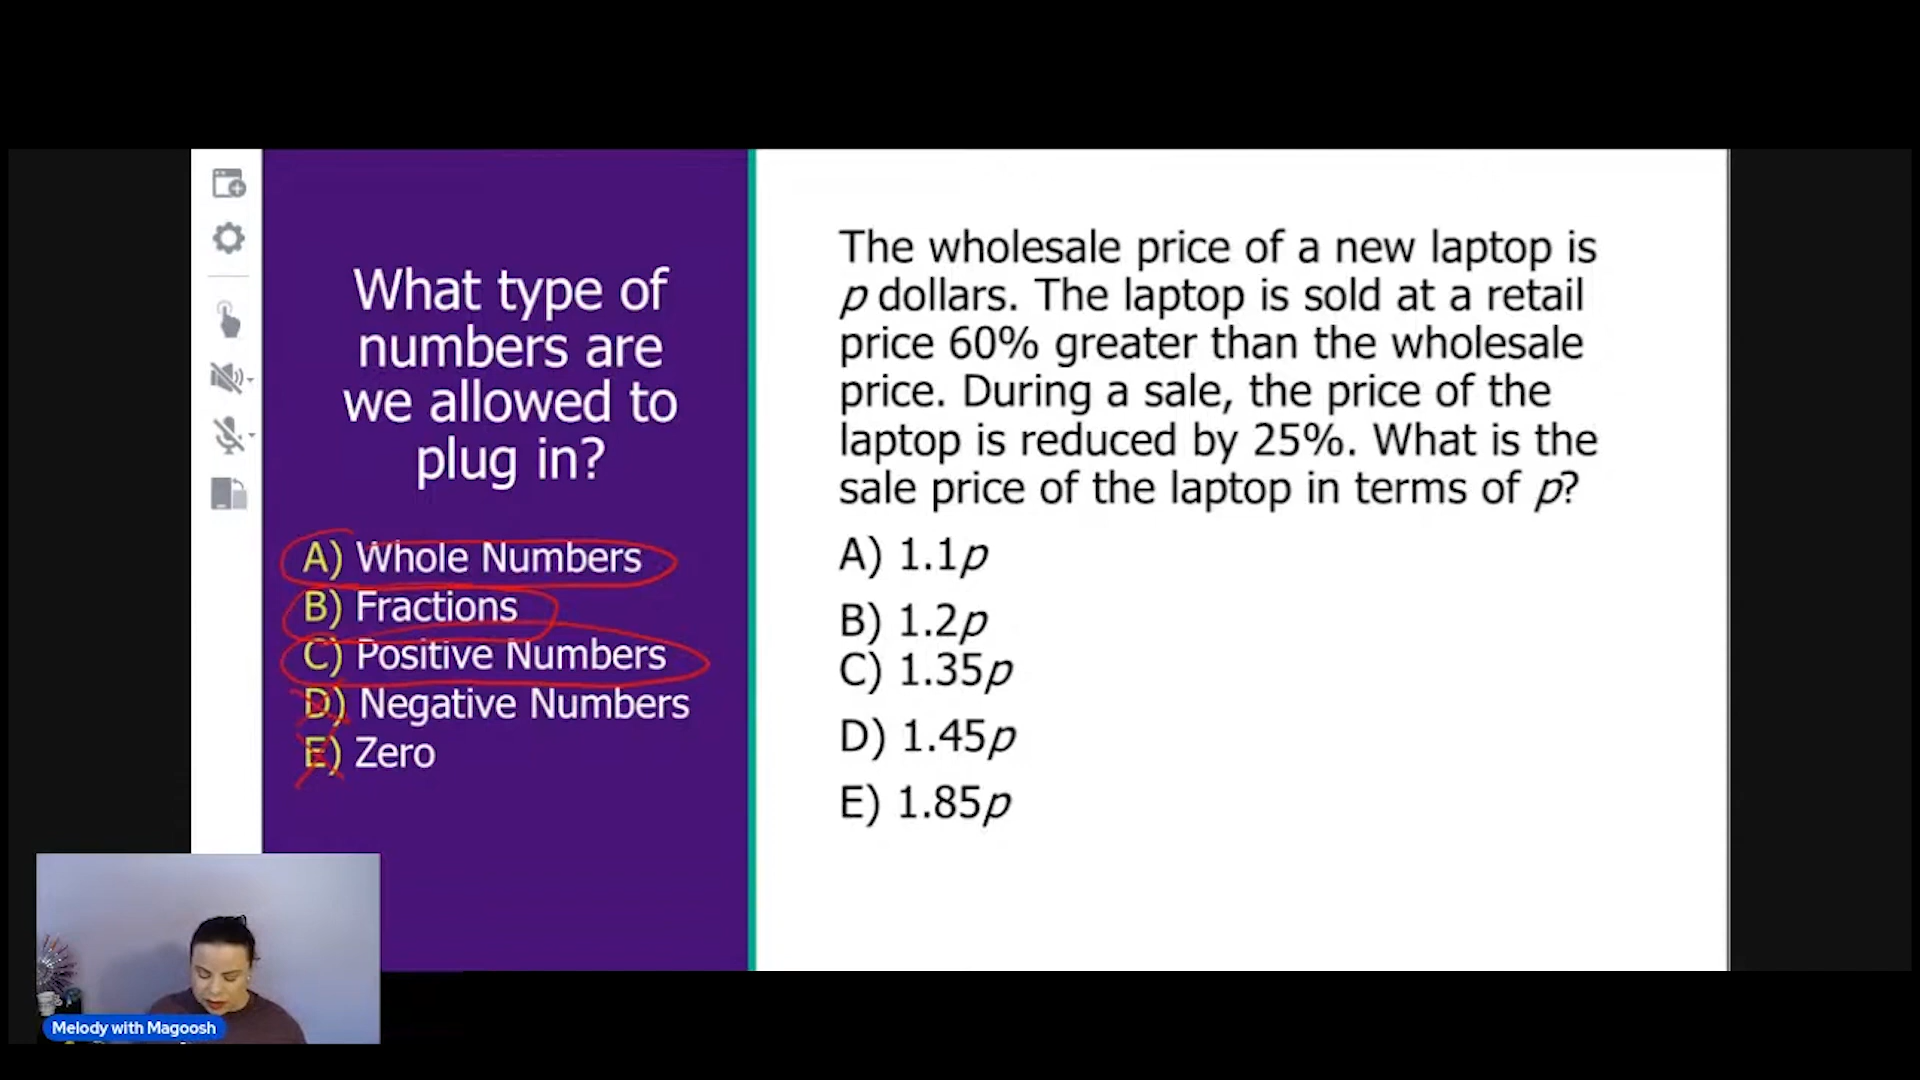 What type of
numbers are
we allowed to
plug in?
A) Whole Numbers
B) Fractions
C) Positive Numbers
D) Negative Numbers
E) Zero
The wholesale price of a new laptop is
p dollars. The laptop is sold at a retail
price 60% greater than the wholesale
price. During a sale, the price of the
laptop is reduced by 25%. What is the
sale price of the laptop in terms of p?
A) 1.1p
B) 1.2p
C) 1.35p
D) 1.45p
E) 1.85p
Melody with Magoosh